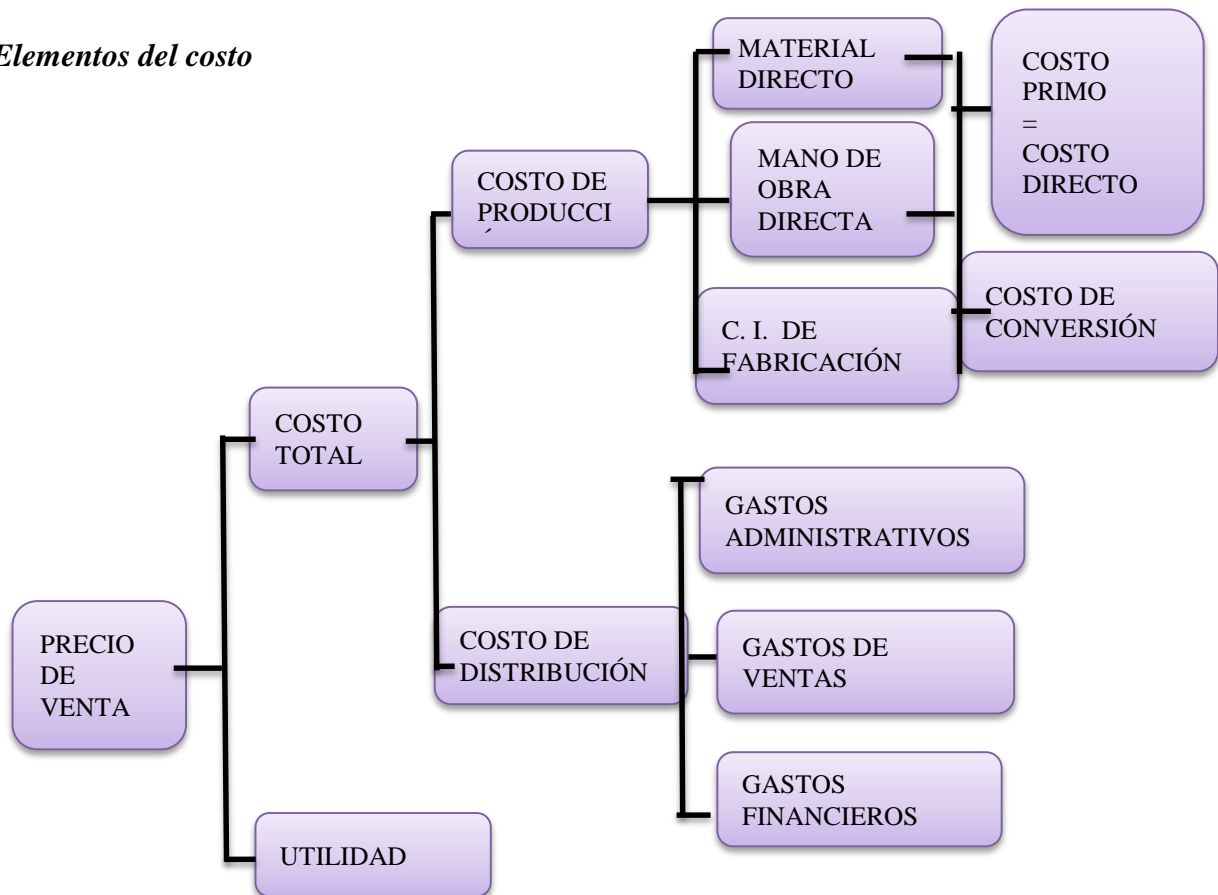 Elementos del costo
MATERIAL
DIRECTO
COSTO
PRIMO
=
COSTO
DIRECTO
MANO DE
OBRA
DIRECTA
COSTO DE
PRODUCCI
C. I.  DE
FABRICACIÓN
COSTO DE
CONVERSIÓN
COSTO
TOTAL
GASTOS
ADMINISTRATIVOS
PRECIO
DE
VENTA
COSTO DE
DISTRIBUCIÓN
GASTOS DE
VENTAS
GASTOS
FINANCIEROS
UTILIDAD